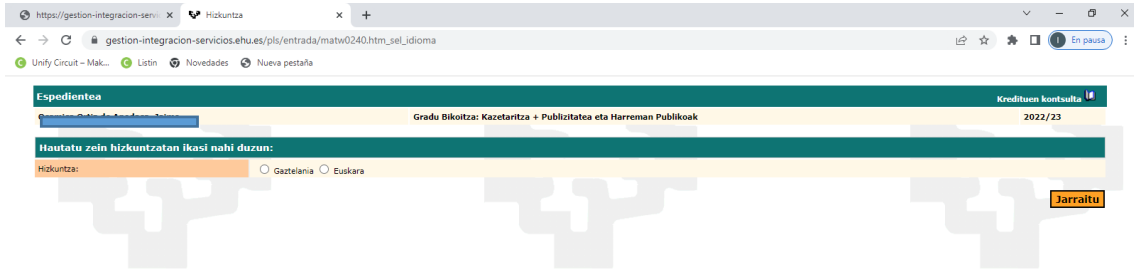 https://gestion-integracion-servi
Hizkuntza
gestion-integracion-servicios.ehu.es/pls/entrada/matw0240.htm_sel_idioma
I
En pausa
Unify Circuit – Mak...
Listin
Novedades
Nueva pestaña
Espedientea
Kredituen kontsulta
Gradu Bikoitza: Kazetaritza + Publizitatea eta Harreman Publikoak
2022/23
Hautatu zein hizkuntzatan ikasi nahi duzun:
Hizkuntza:
Gaztelania
Euskara
Jarraitu